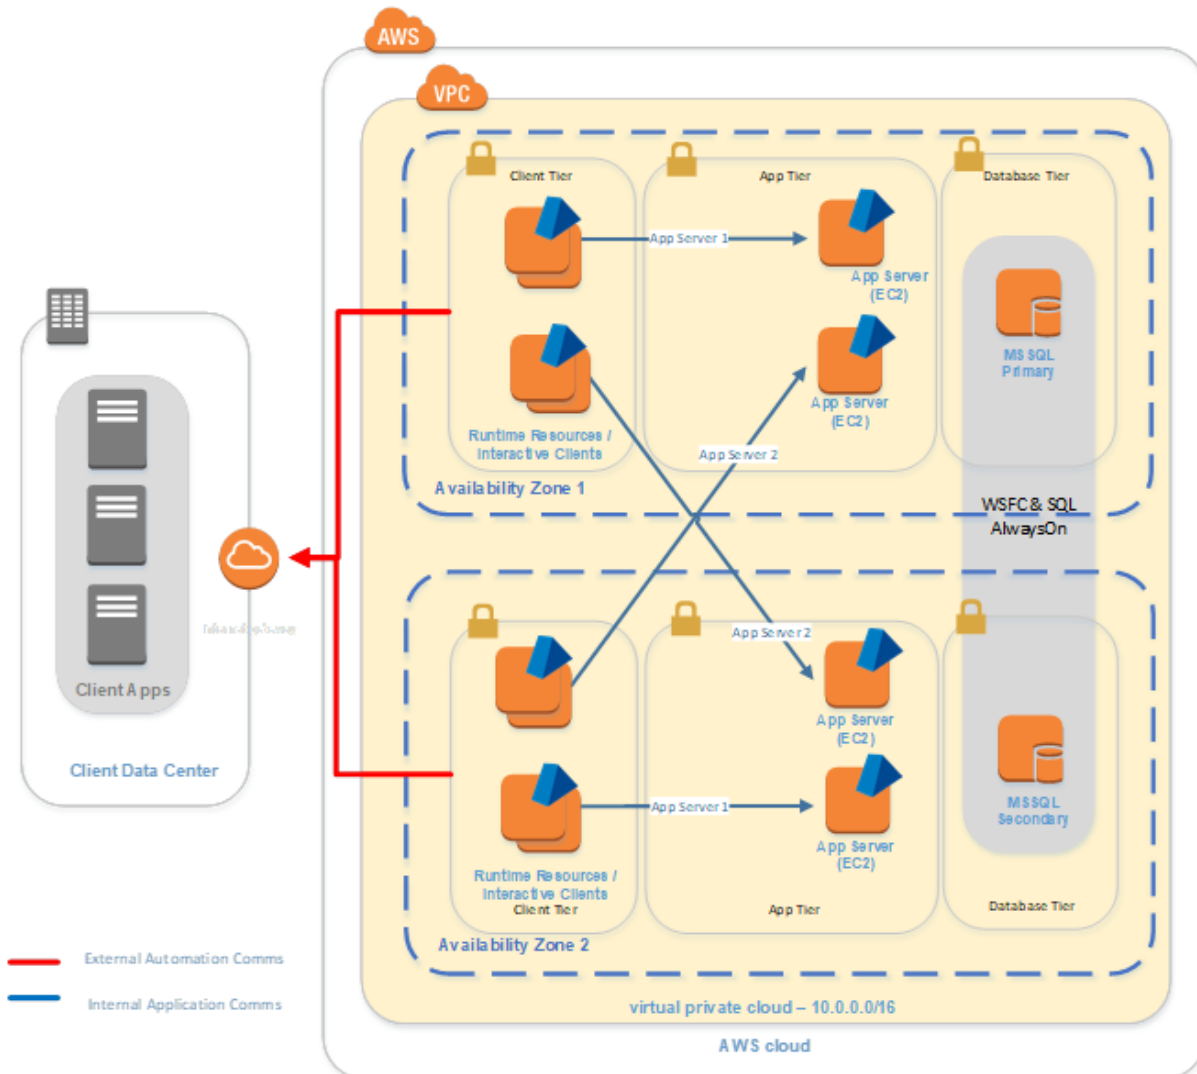 AWS
VPC
Client Tier
App Tier
Database Tier
App Server 1
App Server
(EC2)
MSSQL
Primary
App Server
(EC2)
Runtime Resources /
Interactive Clients
App Server 2
Availability Zone 1
WSFC & SQL
AlwaysOn
App Server 2
App Server
(EC2)
App Server 1
App Server
(EC2)
MSSQL
Secondary
Runtime Resources /
Interactive Clients
Client Tier
App Tier
Database Tier
Availability Zone 2
virtual private cloud – 10.0.0.0/16
AWS cloud
Client Apps
Client Data Center
External Automation Comms
Internal Application Comms